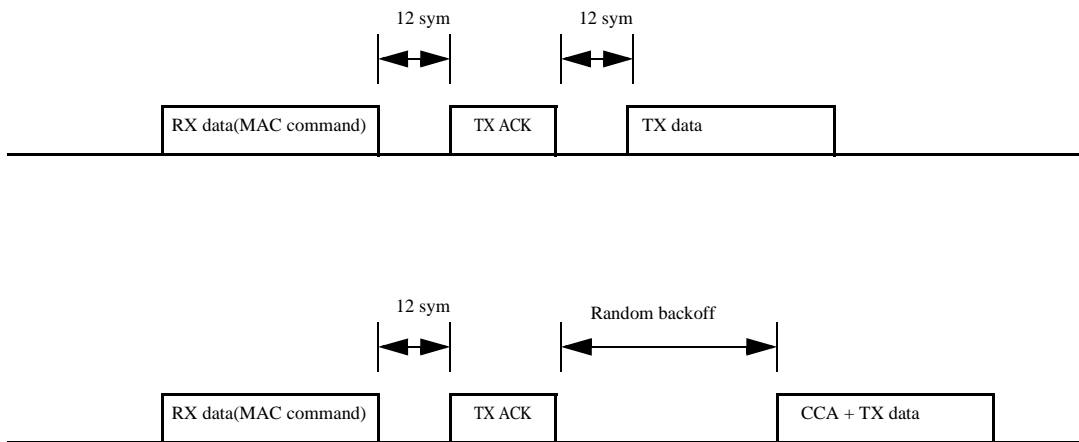 12 sym
12 sym
RX data(MAC command)
TX ACK
TX data
12 sym
Random backoff
RX data(MAC command)
TX ACK
CCA + TX data